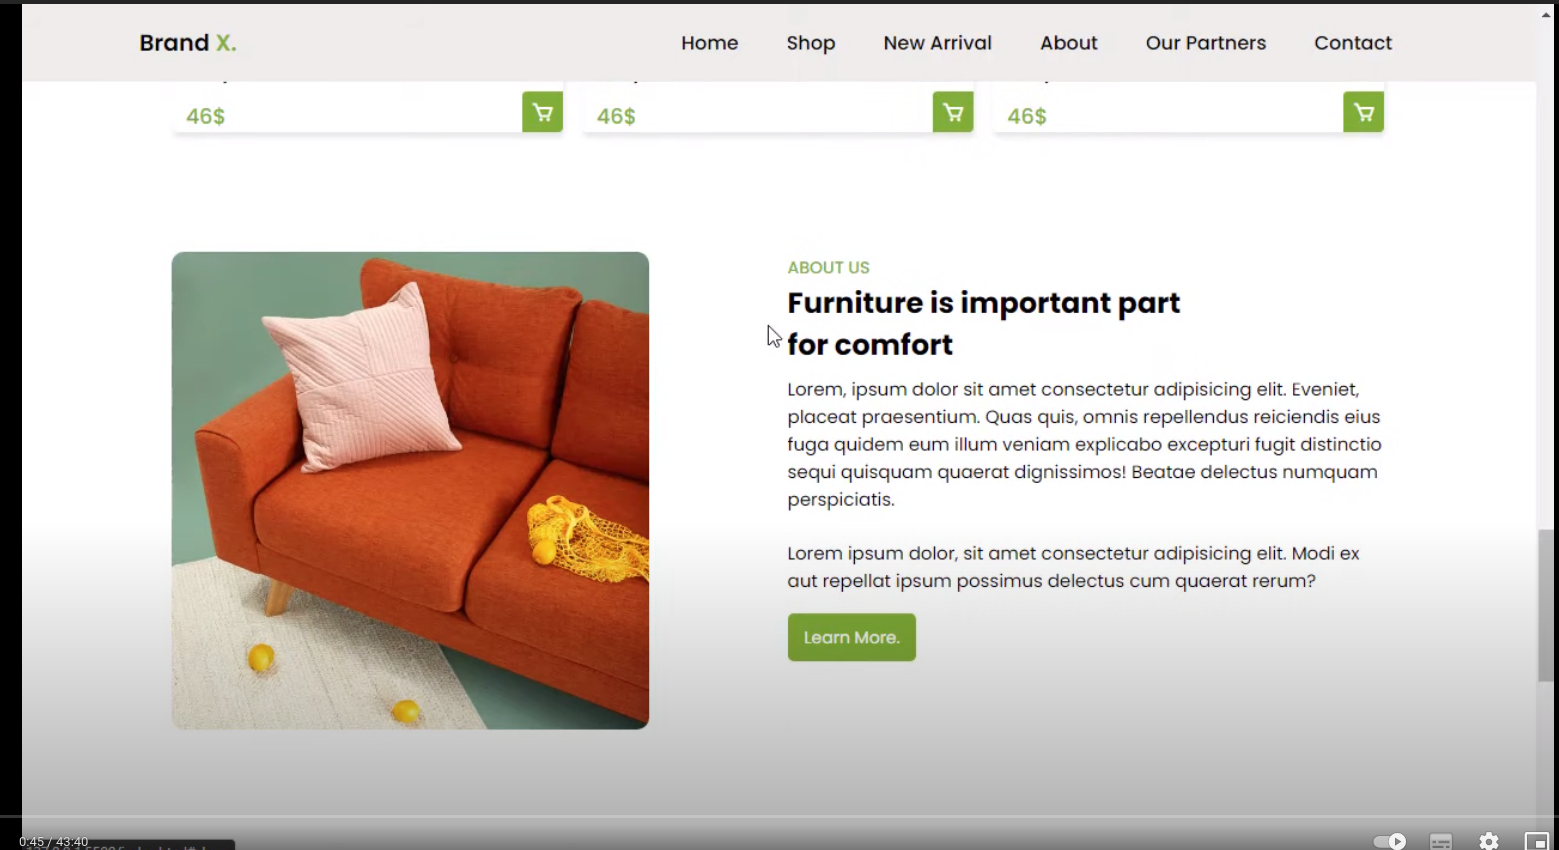 Brand X.
Home Shop New Arrival About Our Partners Contact
46$ 46$ 46$
ABOUT US
Furniture is important part
for comfort
Lorem, ipsum dolor sit amet consectetur adipisicing elit. Eveniet,
placeat praesentium. Quas quis, omnis repellendus reiciendis eius
fuga quidem eum illum veniam explicabo excepturi fugit distinctio
sequi quisquam quaerat dignissimos! Beatae delectus numquam
perspiciatis.
Lorem ipsum dolor, sit amet consectetur adipisicing elit. Modi ex
aut repellat ipsum possimus delectus cum quaerat rerum?
Learn More.
0:45 / 43:40